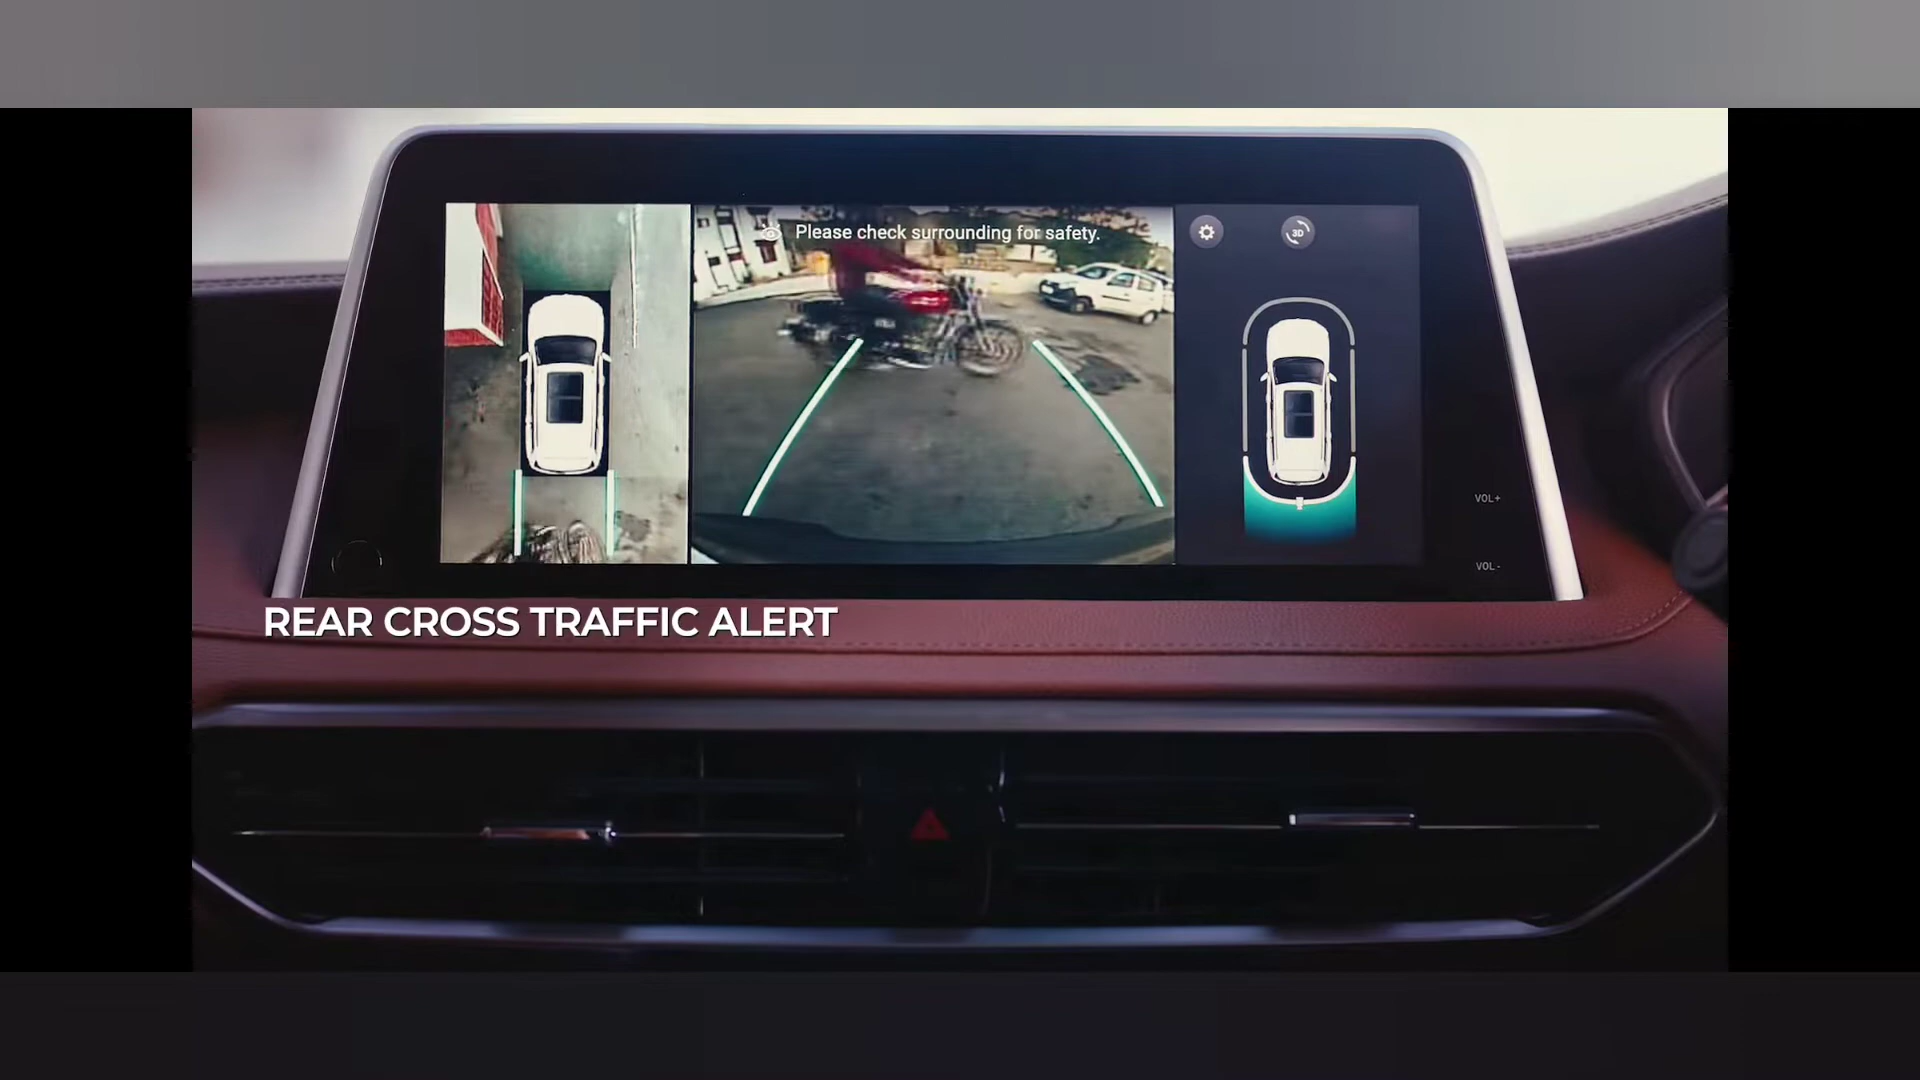 Please check surrounding for safety.
3D
VOL+
VOL-
REAR CROSS TRAFFIC ALERT